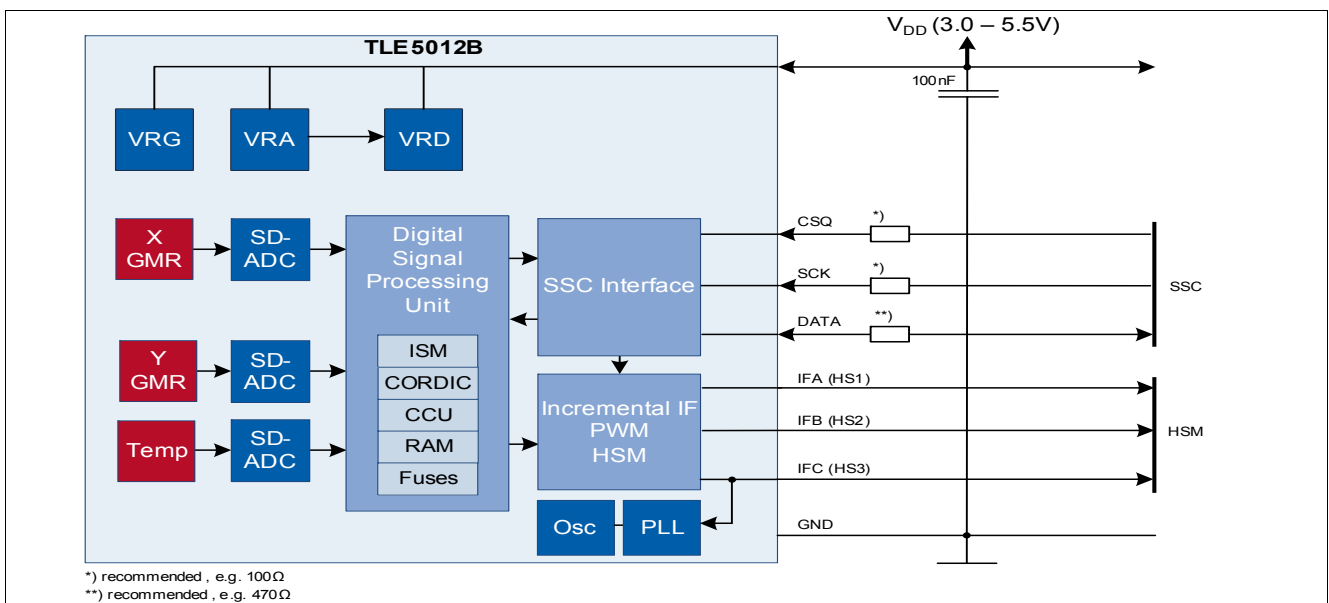 V_DD (3.0 – 5.5V)
TLE5012B
100nF
VRG
VRA
VRD
CSQ
*)
X
GMR
SD-
ADC
Digital
Signal
Processing
Unit
SSC Interface
SCK
*)
SSC
DATA
**)
ISM
Y
GMR
SD-
ADC
CORDIC
IFA (HS1)
CCU
Incremental IF
PWM
HSM
IFB (HS2)
HSM
Temp
SD-
ADC
RAM
Fuses
IFC (HS3)
Osc
PLL
GND
*) recommended , e.g. 100Ω
**) recommended , e.g. 470Ω